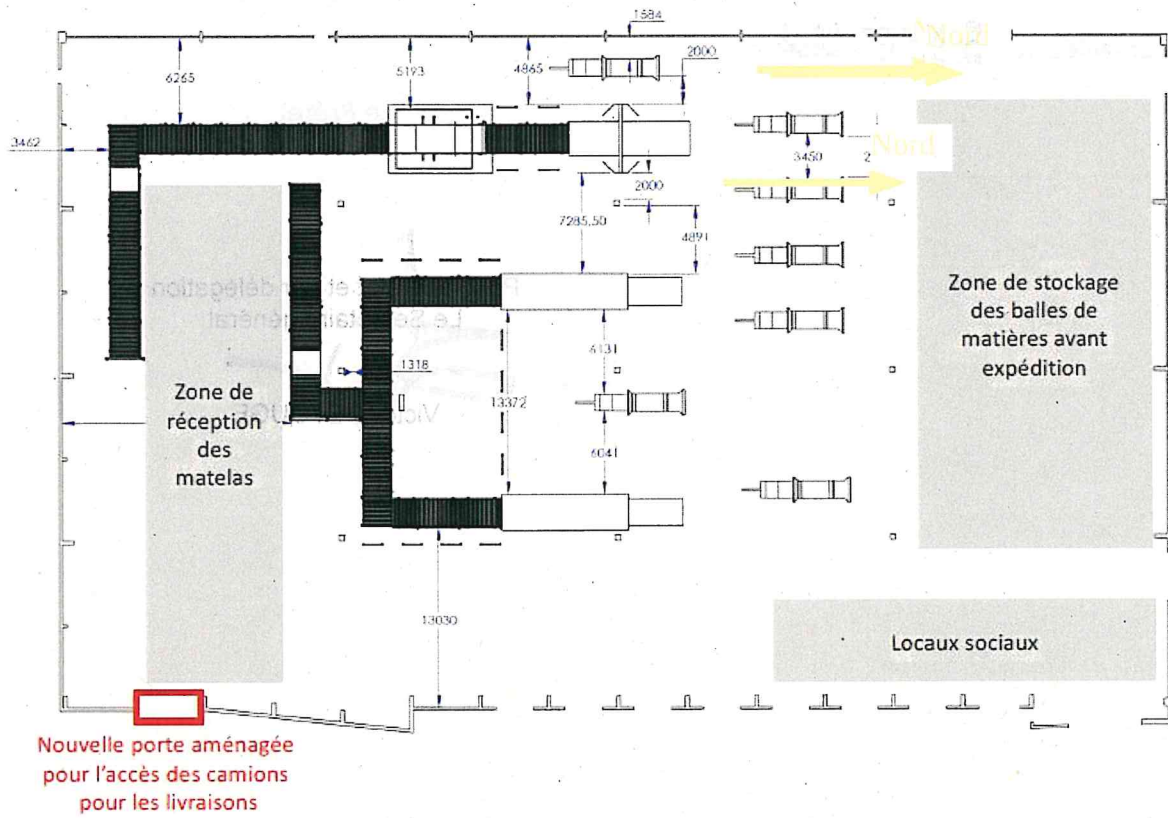 1684
Nord
2000
6265
5193
4865
3462
3450
2
Nord
2000
7285,50
4891
Zone de stockage
des balles de
matières avant
expédition
6131
1318
13372
Zone de
réception
des
matelas
6041
13030
Locaux sociaux
Nouvelle porte aménagée
pour l'accès des camions
pour les livraisons